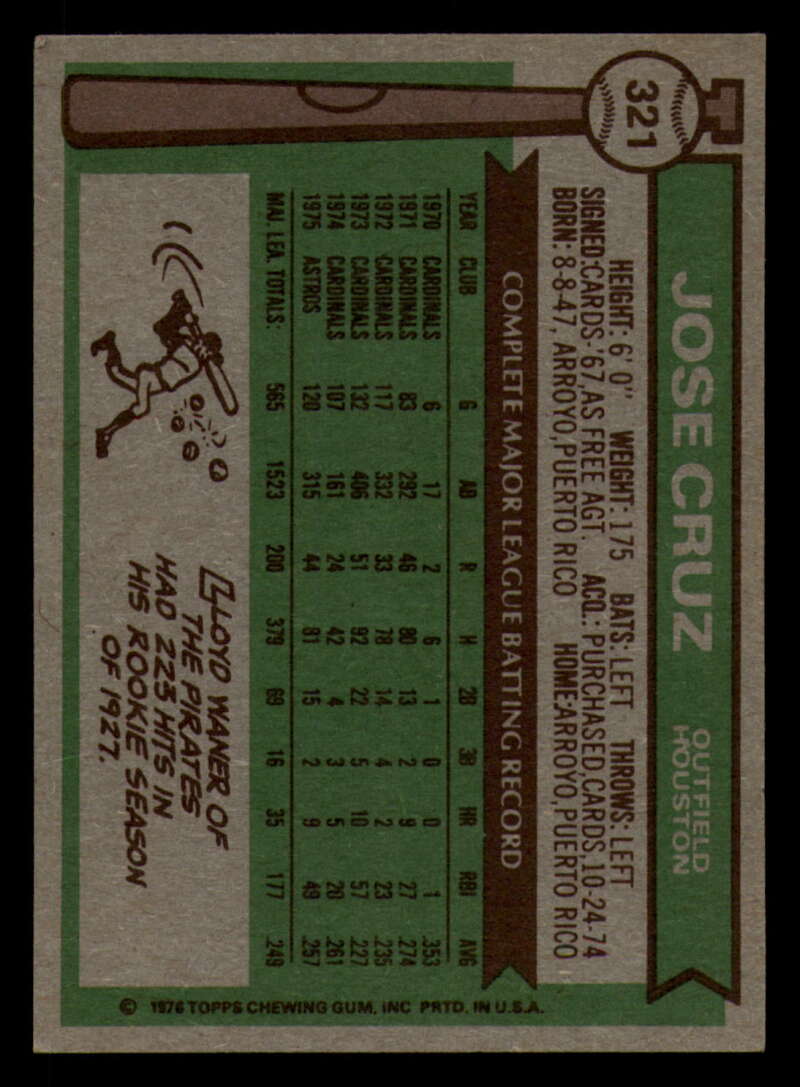 321
JOSE CRUZ
OUTFIELD
HOUSTON
HEIGHT: 6' 0" WEIGHT: 175 BATS: LEFT THROWS: LEFT
SIGNED: CARDS-'67, AS FREE AGT. ACQ.: PURCHASED, CARDS, 10-24-74
BORN: 8-8-47, ARROYO, PUERTO RICO HOME: ARROYO, PUERTO RICO
COMPLETE MAJOR LEAGUE BATTING RECORD
YEAR CLUB G AB R H 2B 3B HR RBI AVG
1970 CARDINALS 6 17 2 6 1 0 0 1 .353
1971 CARDINALS 83 292 46 80 13 2 9 27 .274
1972 CARDINALS 117 332 33 78 14 4 2 23 .235
1973 CARDINALS 132 406 51 92 22 5 10 57 .227
1974 CARDINALS 107 161 24 42 4 3 5 20 .261
1975 ASTROS 120 315 44 81 15 2 9 49 .257
MAJ. LEA. TOTALS: 565 1523 200 379 69 16 35 177 .249
LLOYD WANER OF
THE PIRATES
HAD 223 HITS IN
HIS ROOKIE SEASON
OF 1927.
© 1976 TOPPS CHEWING GUM, INC PRTD. IN U.S.A.